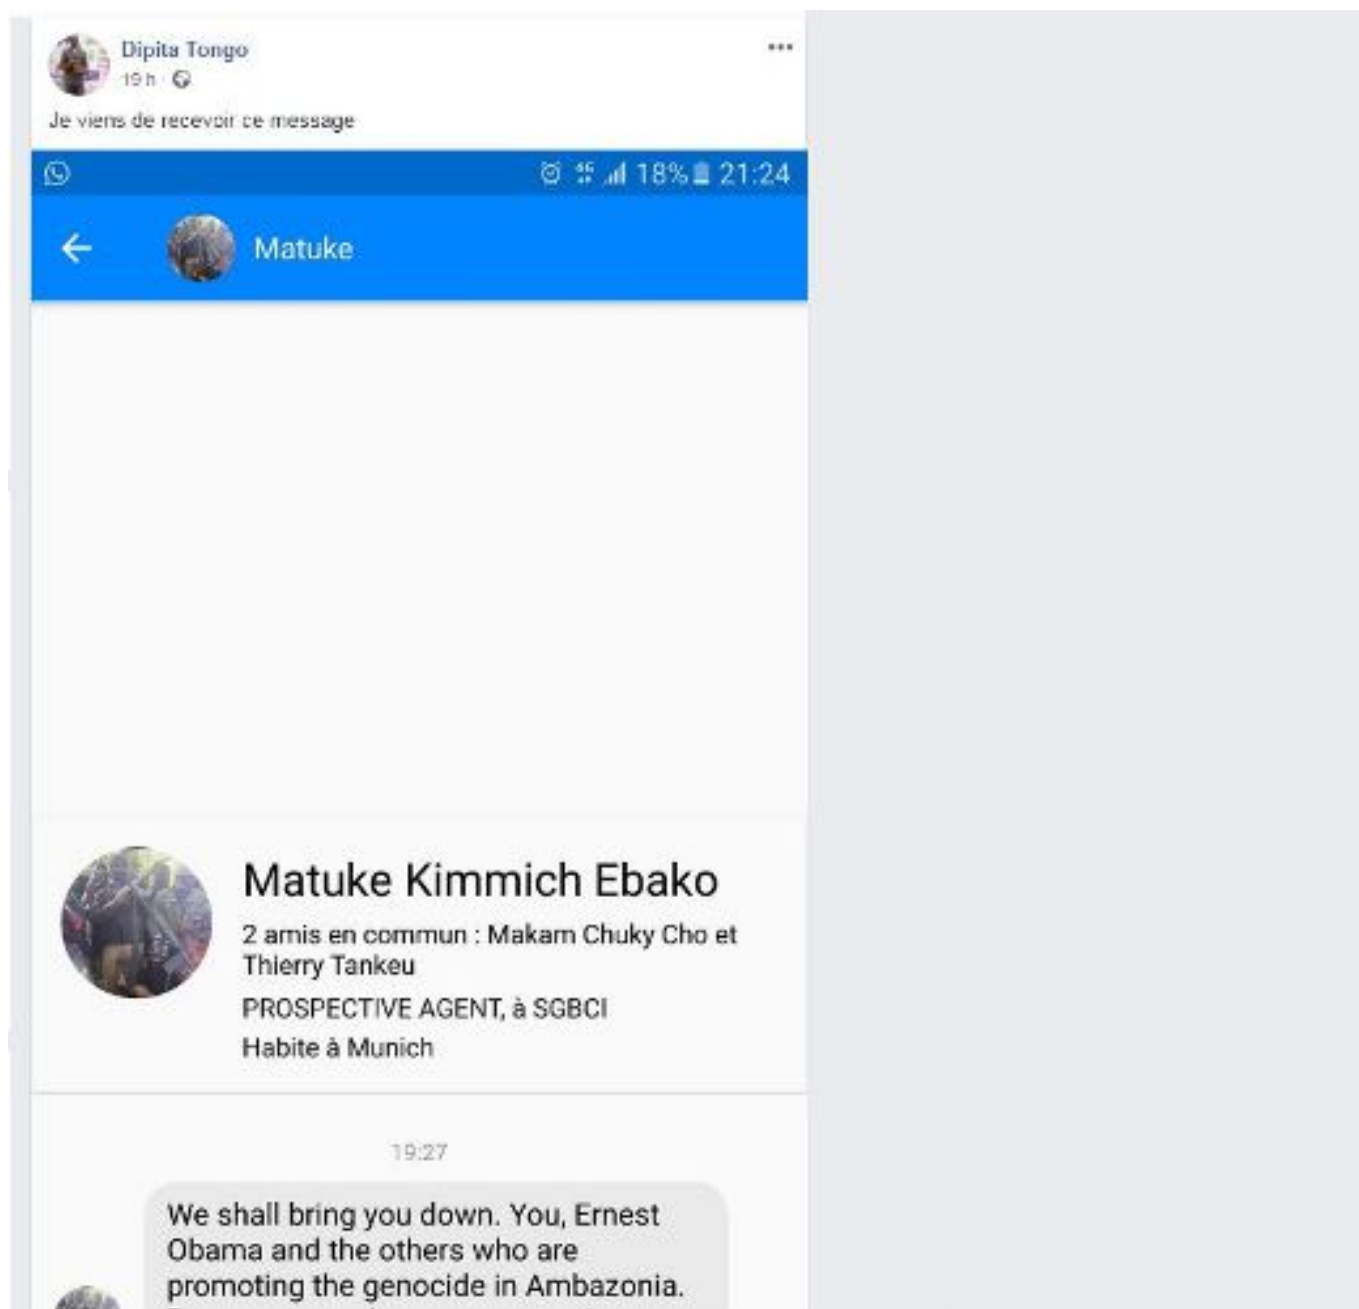 Dipita Tongo
19 h
Je viens de recevoir ce message
18% 21:24
Matuke
Matuke Kimmich Ebako
2 amis en commun : Makam Chuky Cho et
Thierry Tankeu
PROSPECTIVE AGENT, à SGBCI
Habite à Munich
19:27
We shall bring you down. You, Ernest
Obama and the others who are
promoting the genocide in Ambazonia.